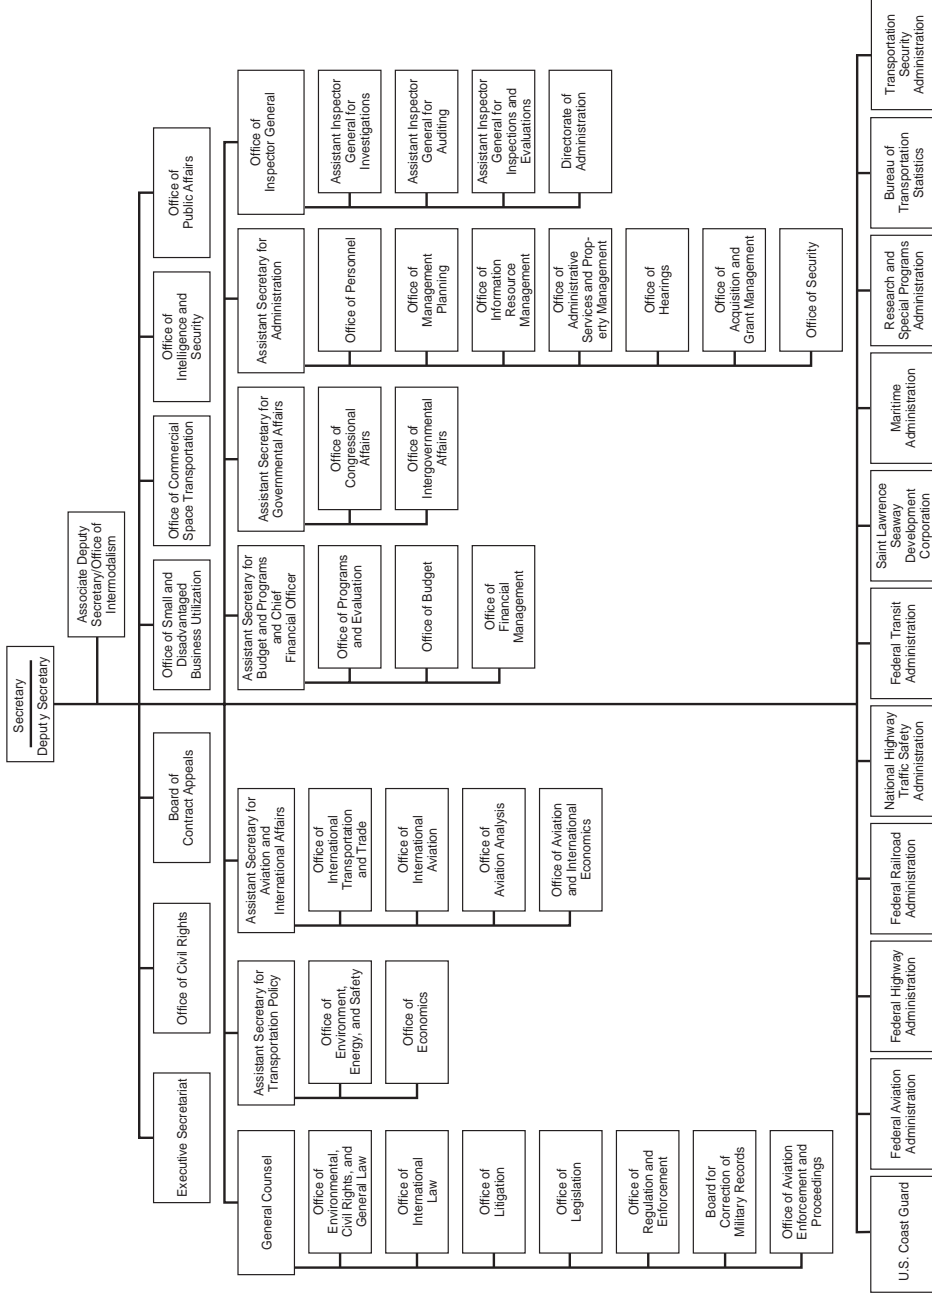 Secretary
Deputy Secretary
Associate Deputy
Secretary/Office of
Intermodalism
Executive Secretariat
Office of Civil Rights
Board of
Contract Appeals
Office of Small and
Disadvantaged
Business Utilization
Office of Commercial
Space Transportation
Office of
Intelligence and
Security
Office of
Public Affairs
General Counsel
Office of
Environmental,
Civil Rights, and
General Law
Office of
International
Law
Office of
Litigation
Office of
Legislation
Office of
Regulation and
Enforcement
Board for
Correction of
Military Records
Office of Aviation
Enforcement and
Proceedings
Assistant Secretary for
Transportation Policy
Office of
Environment,
Energy, and Safety
Office of
Economics
Assistant Secretary for
Aviation and
International Affairs
Office of
International
Transportation
and Trade
Office of
International
Aviation
Office of
Aviation Analysis
Office of Aviation
and International
Economics
Assistant Secretary for
Budget and Programs
and Chief
Financial Officer
Office of Programs
and Evaluation
Office of Budget
Office of
Financial
Management
Assistant Secretary for
Governmental Affairs
Office of
Congressional
Affairs
Office of
Intergovernmental
Affairs
Assistant Secretary for
Administration
Office of Personnel
Office of
Management
Planning
Office of
Information
Resource
Management
Office of
Administrative
Services and Prop-
erty Management
Office of
Hearings
Office of
Acquisition and
Grant Management
Office of Security
Office of
Inspector General
Assistant Inspector
General for
Investigations
Assistant Inspector
General for
Auditing
Assistant Inspector
General for
Inspections and
Evaluations
Directorate of
Administration
U.S. Coast Guard
Federal Aviation
Administration
Federal Highway
Administration
Federal Railroad
Administration
National Highway
Traffic Safety
Administration
Federal Transit
Administration
Saint Lawrence
Seaway
Development
Corporation
Maritime
Administration
Research and
Special Programs
Administration
Bureau of
Transportation
Statistics
Transportation
Security
Administration